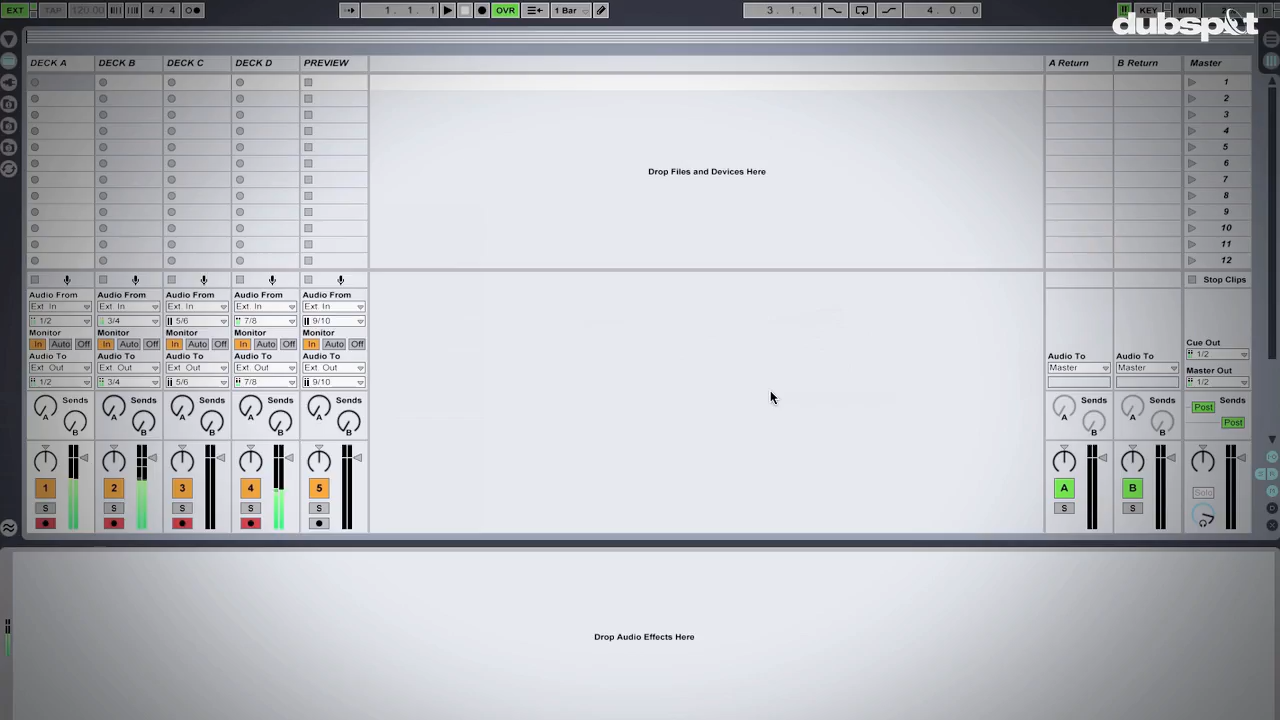 EXT TAP 120.00 4 / 4 1. 1. 1 OVR 1 Bar 3. 1. 1 4. 0. 0 KEY MIDI D
dubspot
DECK A DECK B DECK C DECK D PREVIEW A Return B Return Master
1
2
3
4
5
6
Drop Files and Devices Here
7
8
9
10
11
12
Stop Clips
Audio From Audio From Audio From Audio From Audio From
Ext. In Ext. In Ext. In Ext. In Ext. In
1/2 3/4 5/6 7/8 9/10
Monitor Monitor Monitor Monitor Monitor
In Auto Off In Auto Off In Auto Off In Auto Off In Auto Off
Cue Out
1/2
Audio To Audio To Audio To Audio To Audio To Audio To Audio To
Ext. Out Ext. Out Ext. Out Ext. Out Ext. Out Master Master
Master Out
1/2 3/4 5/6 7/8 9/10 1/2
Sends Sends Sends Sends Sends Sends Sends Sends
A A A A A A A Post
B B B B B B B Post
1 2 3 4 5 A B Solo
S S S S S S S
Drop Audio Effects Here